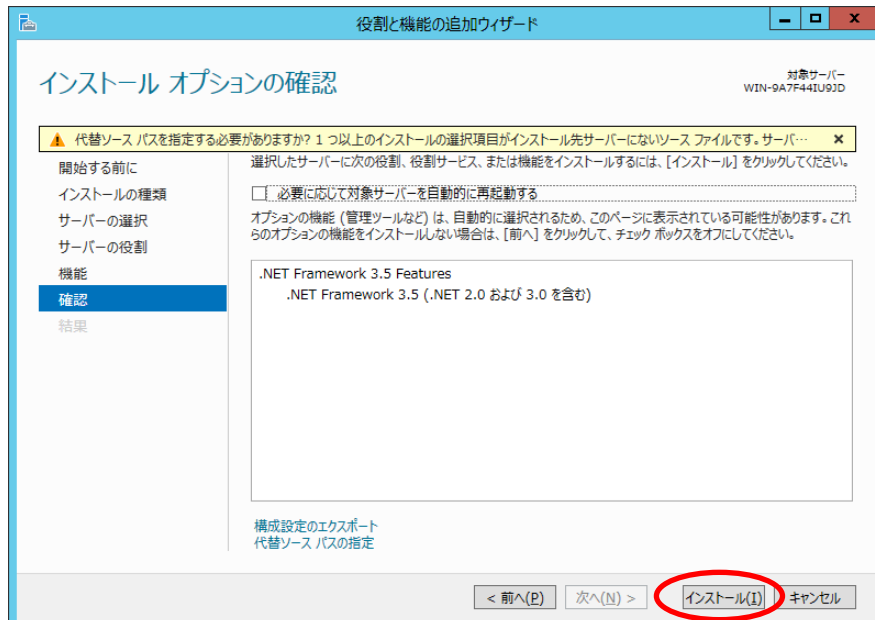 役割と機能の追加ウィザード
インストール オプションの確認
対象サーバー
WIN-9A7F44IU9JD
代替ソース パスを指定する必要がありますか? 1 つ以上のインストールの選択項目がインストール先サーバーにないソース ファイルです。サーバ…
開始する前に
インストールの種類
サーバーの選択
サーバーの役割
機能
確認
結果
選択したサーバーに次の役割、役割サービス、または機能をインストールするには、[インストール] をクリックしてください。
必要に応じて対象サーバーを自動的に再起動する
オプションの機能 (管理ツールなど) は、自動的に選択されるため、このページに表示されている可能性があります。これ
らのオプションの機能をインストールしない場合は、[前へ] をクリックして、チェック ボックスをオフにしてください。
.NET Framework 3.5 Features
.NET Framework 3.5 (.NET 2.0 および 3.0 を含む)
構成設定のエクスポート
代替ソース パスの指定
< 前へ(P) 次へ(N) > インストール(I) キャンセル